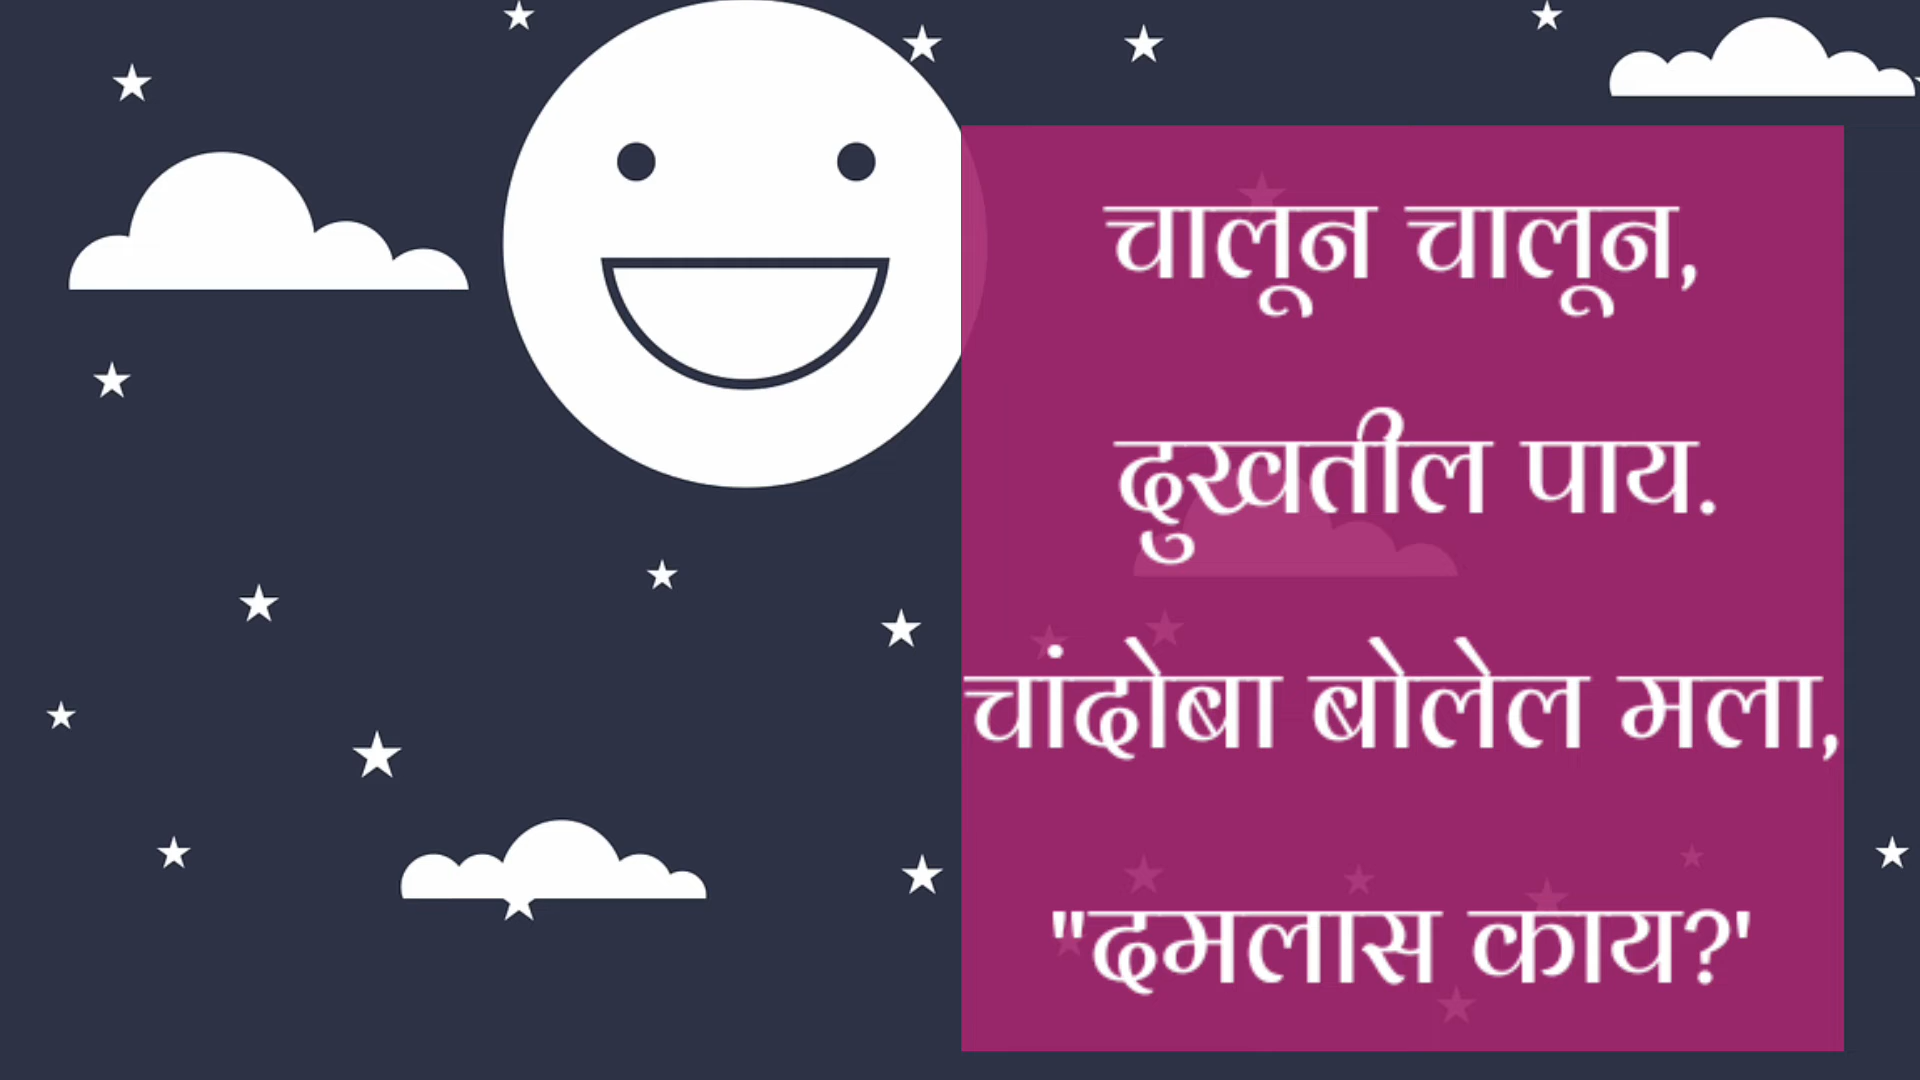 चालून चालून,
दुखतील पाय.
चांदोबा बोलेल मला,
"दमलास काय?'